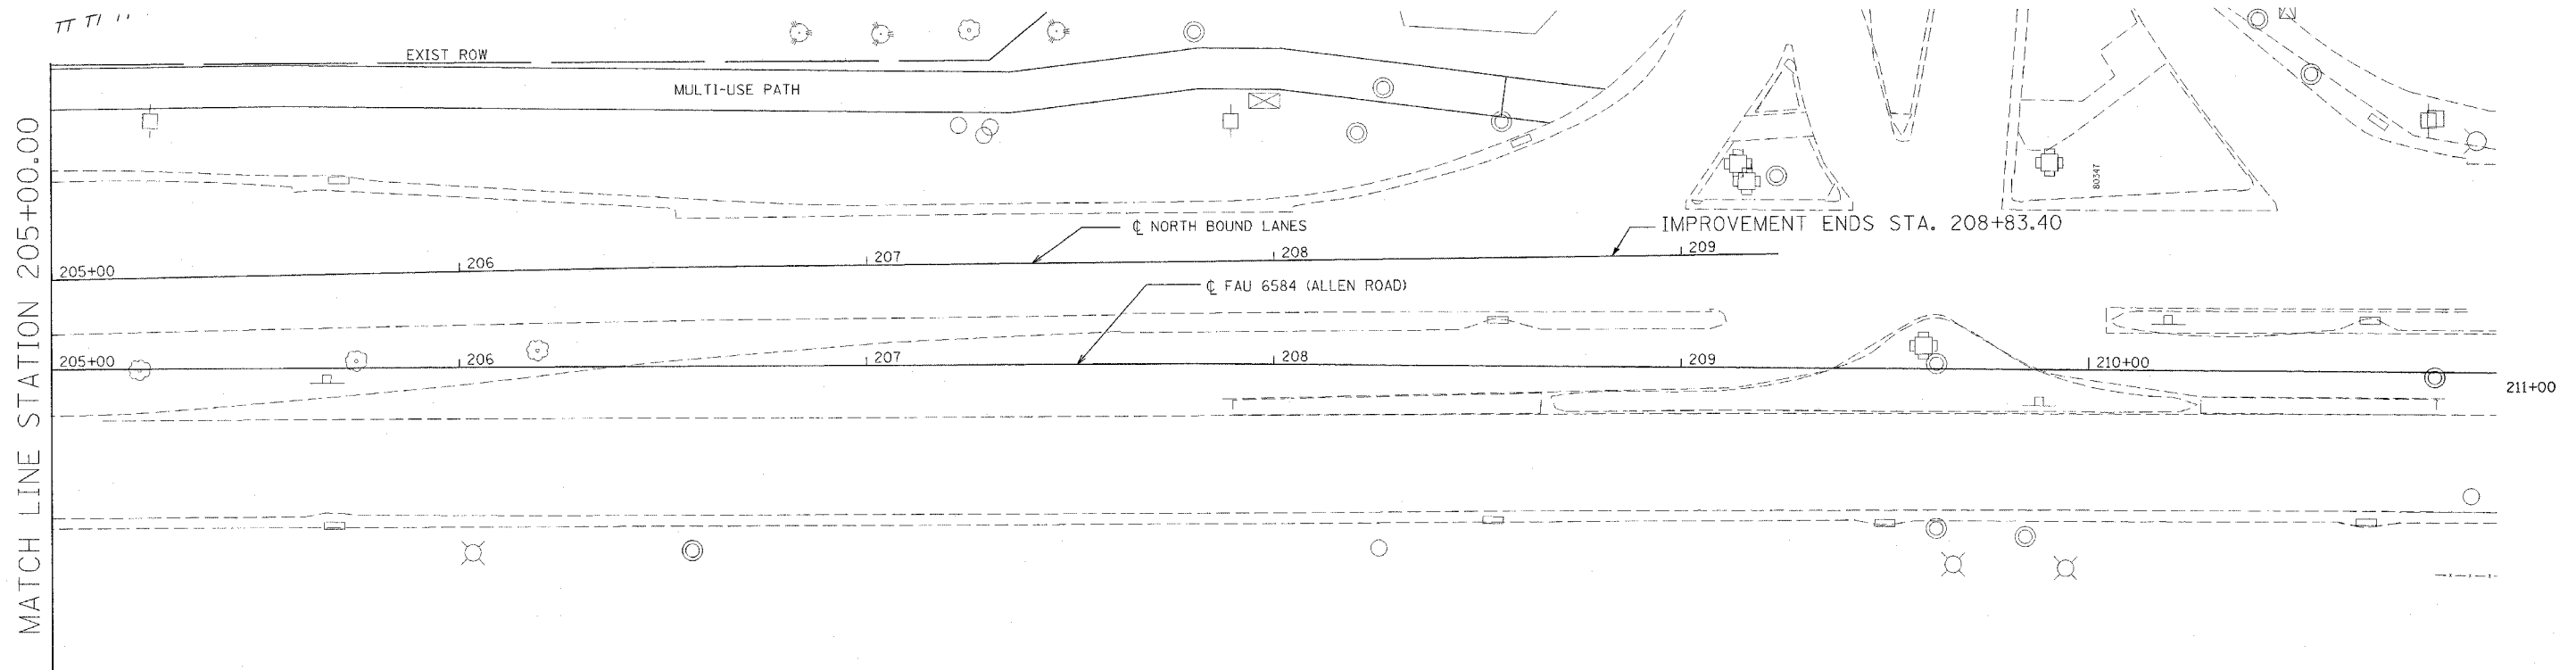 EXIST ROW
MULTI-USE PATH
MATCH LINE STATION 205+00.00
80347
IMPROVEMENT ENDS STA. 208+83.40
℄ NORTH BOUND LANES
205+00
206
207
208
209
℄ FAU 6584 (ALLEN ROAD)
205+00
206
207
208
209
210+00
211+00